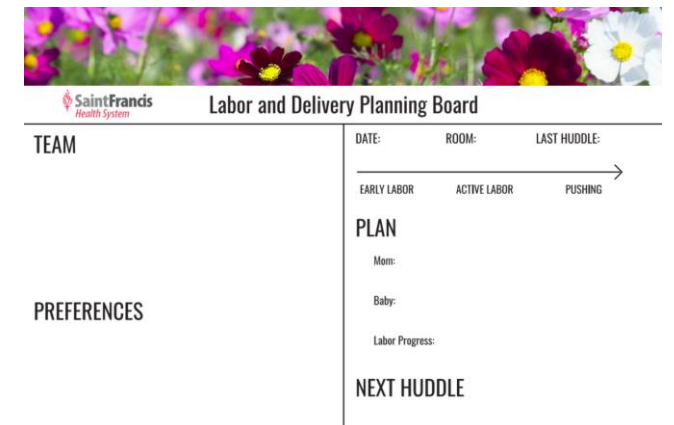 SaintFrancis
Health System
Labor and Delivery Planning Board
TEAM
PREFERENCES
DATE: ROOM: LAST HUDDLE:
EARLY LABOR ACTIVE LABOR PUSHING
PLAN
Mom:
Baby:
Labor Progress:
NEXT HUDDLE